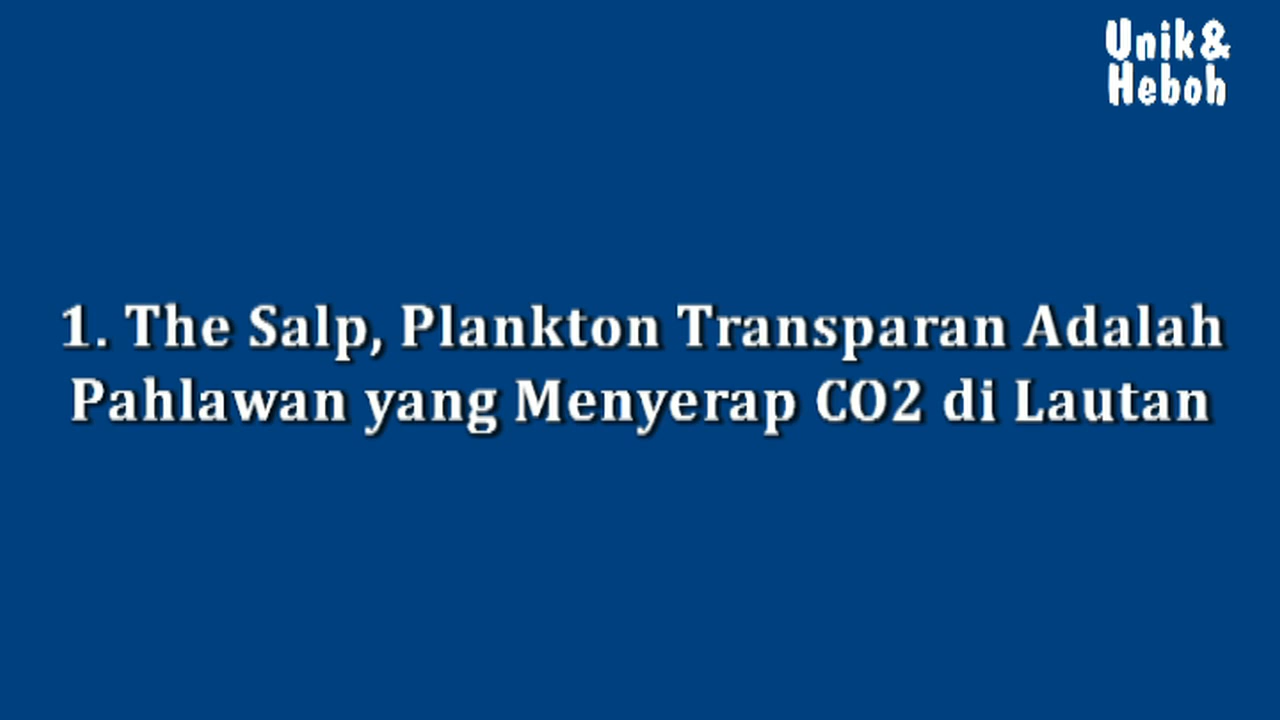 Unik&
Heboh
1. The Salp, Plankton Transparan Adalah
Pahlawan yang Menyerap CO2 di Lautan